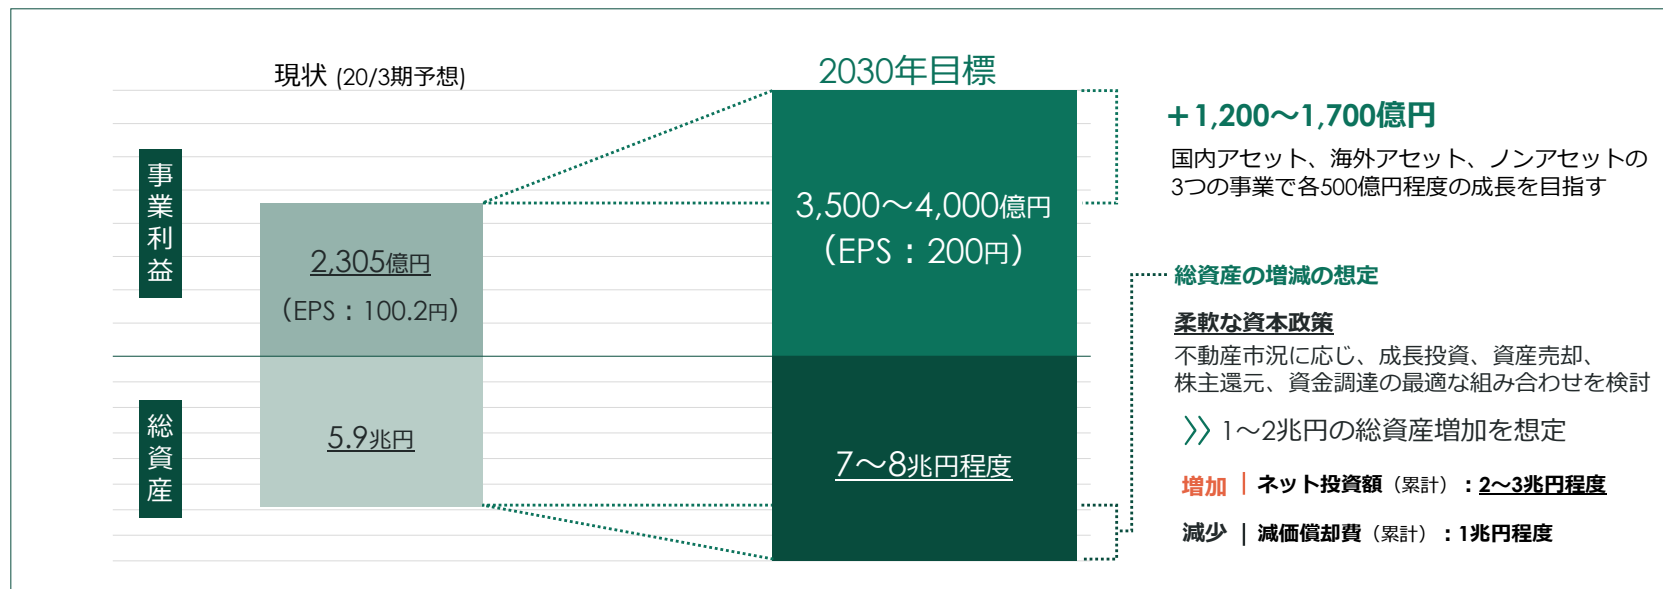 現状 (20/3期予想)
2030年目標
事業利益
2,305億円
(EPS：100.2円)
3,500～4,000億円
(EPS：200円)
+1,200～1,700億円
国内アセット、海外アセット、ノンアセットの
3つの事業で各500億円程度の成長を目指す
総資産
5.9兆円
7～8兆円程度
総資産の増減の想定
柔軟な資本政策
不動産市況に応じ、成長投資、資産売却、
株主還元、資金調達の最適な組み合わせを検討
1～2兆円の総資産増加を想定
増加 | ネット投資額（累計）：2～3兆円程度
減少 | 減価償却費（累計）：1兆円程度